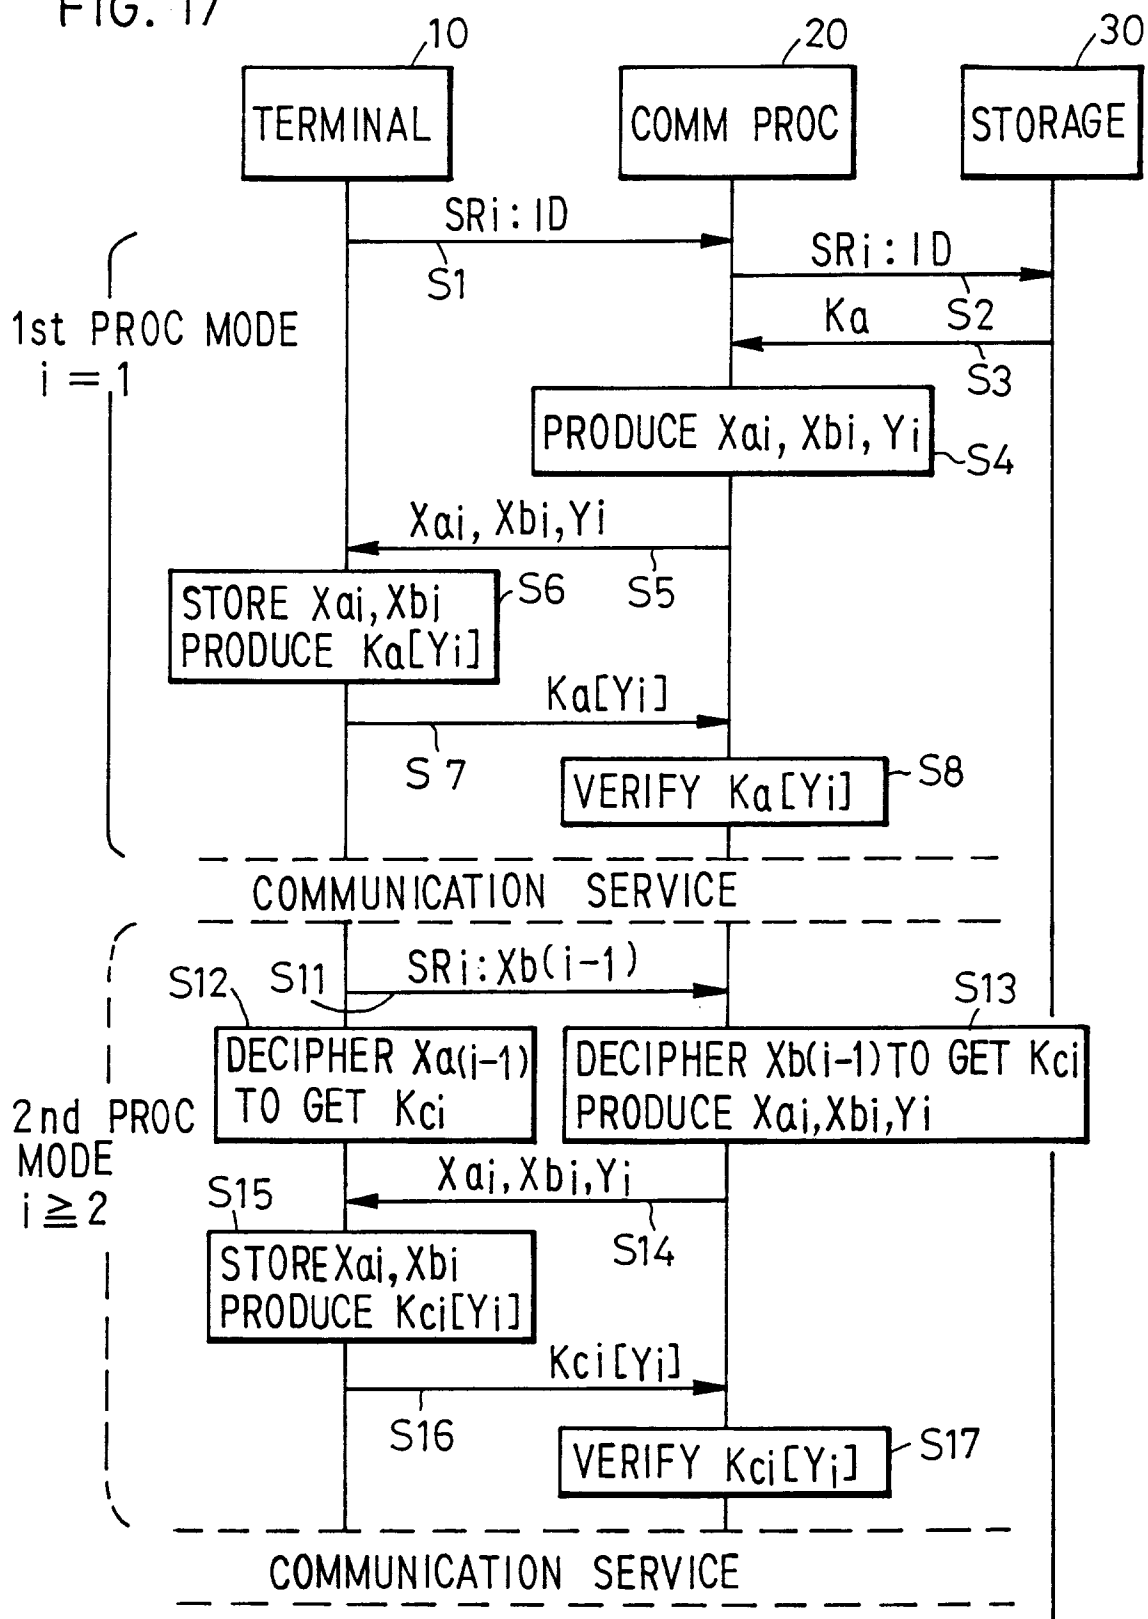 FIG. 17
10
20
30
TERMINAL
COMM PROC
STORAGE
SRi : ID
S1
SRi : ID
S2
Ka
S3
1st PROC MODE
i = 1
PRODUCE Xai, Xbi, Yi
S4
Xai, Xbi, Yi
S5
STORE Xai, Xbi
PRODUCE Ka[Yi]
S6
Ka[Yi]
S7
VERIFY Ka[Yi]
S8
COMMUNICATION SERVICE
SRi : Xb(i-1)
S11
S12
S13
DECIPHER Xa(i-1)
TO GET Kci
DECIPHER Xb(i-1) TO GET Kci
PRODUCE Xai, Xbi, Yi
2nd PROC
MODE
i ≧ 2
Xai, Xbi, Yi
S14
S15
STORE Xai, Xbi
PRODUCE Kci[Yi]
Kci[Yi]
S16
VERIFY Kci[Yi]
S17
COMMUNICATION SERVICE